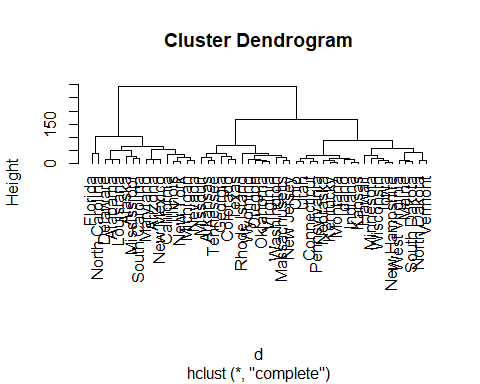 Cluster Dendrogram
Height
0
150
Florida
North Carolina
Delaware
Alabama
Louisiana
Alaska
Mississippi
South Carolina
Maryland
Arizona
New Mexico
California
Illinois
New York
Michigan
Nevada
Missouri
Arkansas
Tennessee
Georgia
Colorado
Texas
Rhode Island
Wyoming
Oregon
Oklahoma
Virginia
Washington
Massachusetts
New Jersey
Ohio
Utah
Connecticut
Pennsylvania
Nebraska
Kentucky
Montana
Idaho
Indiana
Kansas
Hawaii
Minnesota
Wisconsin
Iowa
New Hampshire
West Virginia
Maine
South Dakota
North Dakota
Vermont
d
hclust (*, "complete")